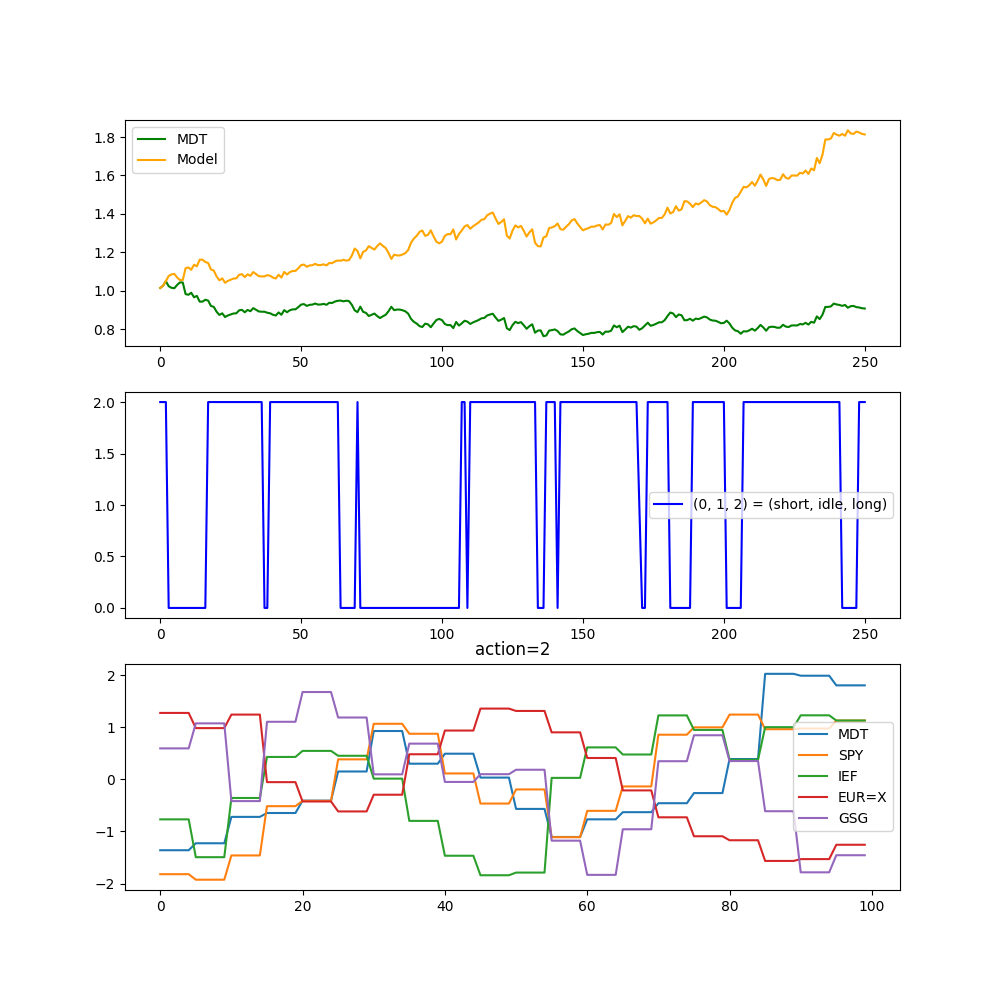 MDT
Model
1.8
1.6
1.4
1.2
1.0
0.8
0 50 100 150 200 250
2.0
1.5
1.0
0.5
0.0
(0, 1, 2) = (short, idle, long)
0 50 100 150 200 250
action=2
2
1
0
−1
−2
MDT
SPY
IEF
EUR=X
GSG
0 20 40 60 80 100